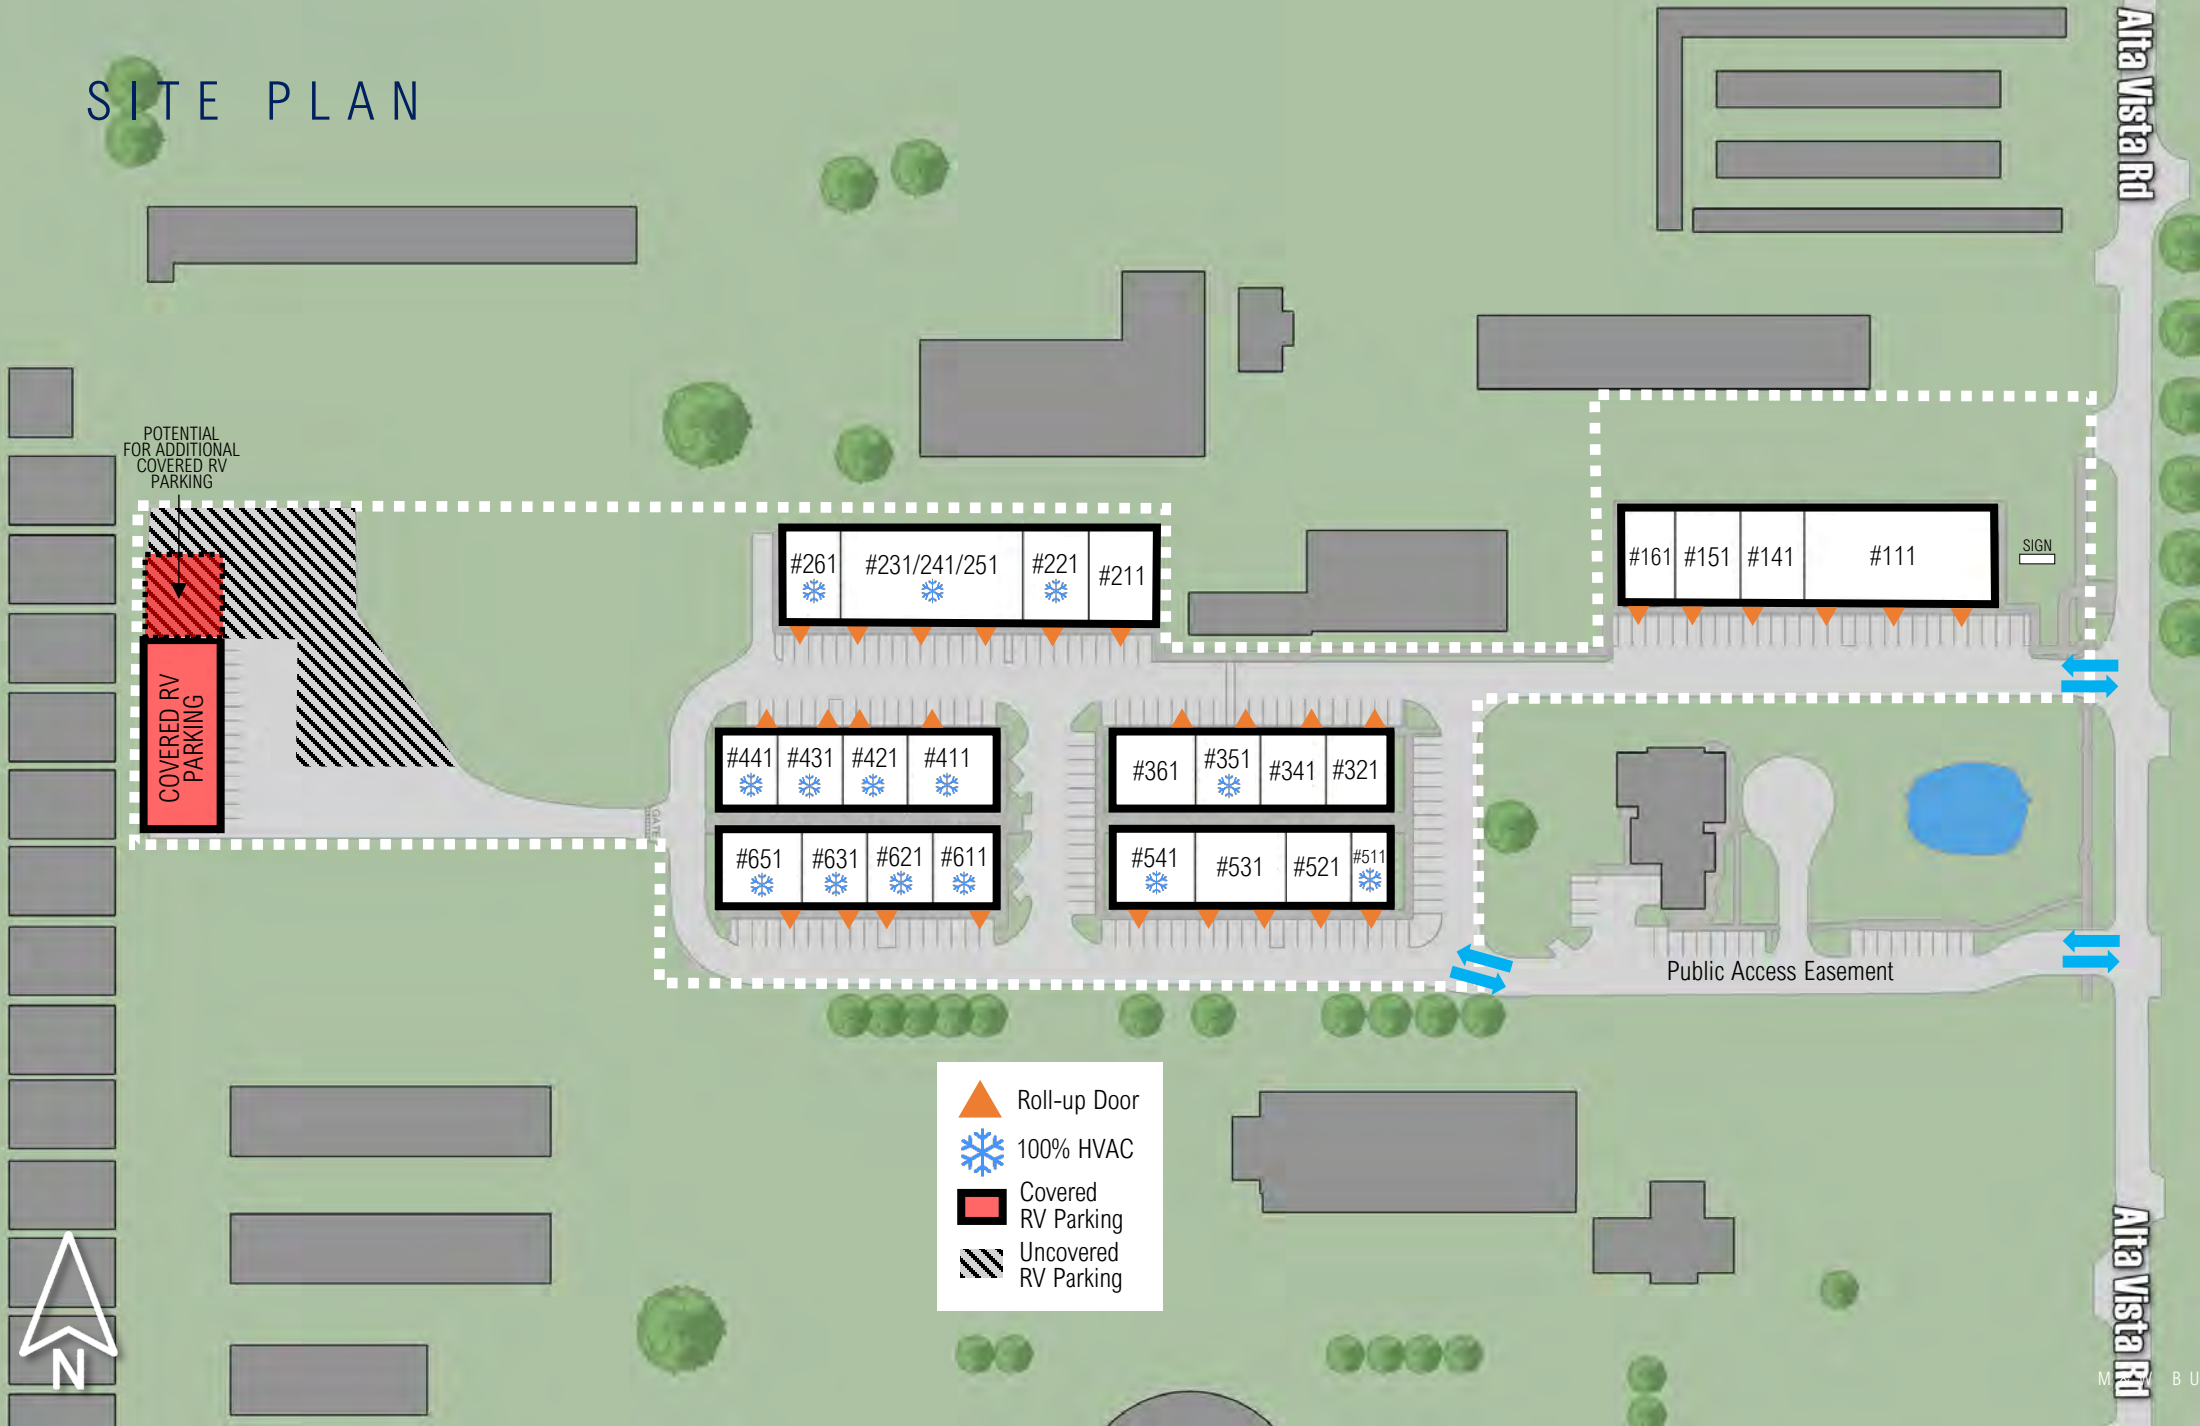 SITE PLAN
Alta Vista Rd
POTENTIAL
FOR ADDITIONAL
COVERED RV
PARKING
#261
#231/241/251
#221
#211
#161
#151
#141
#111
SIGN
COVERED RV
PARKING
#441
#431
#421
#411
#361
#351
#341
#321
GATE
#651
#631
#621
#611
#541
#531
#521
#511
Public Access Easement
Roll-up Door
100% HVAC
Covered
RV Parking
Uncovered
RV Parking
Alta Vista Rd
N